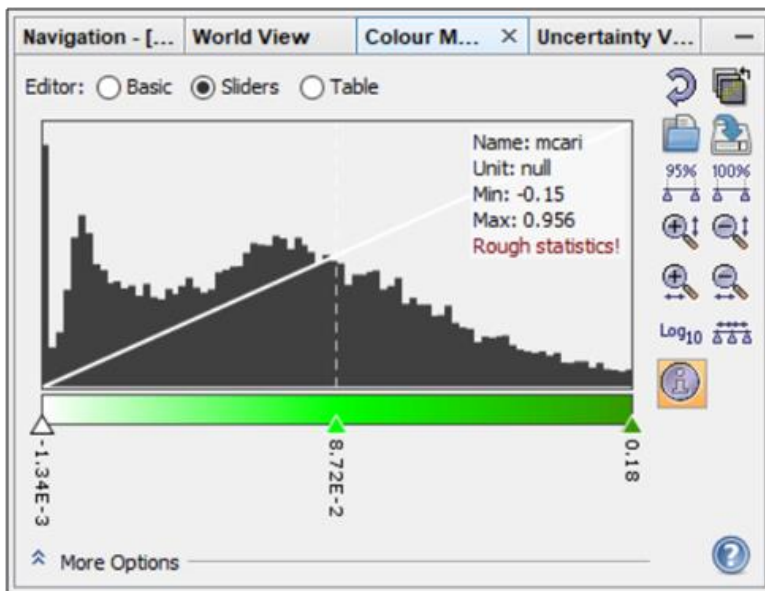 Navigation - [... World View Colour M... × Uncertainty V...
Editor: Basic Sliders Table
Name: mcari
Unit: null
Min: -0.15
Max: 0.956
Rough statistics!
95% 100%
Log10
-1.34E-3
8.72E-2
0.18
More Options